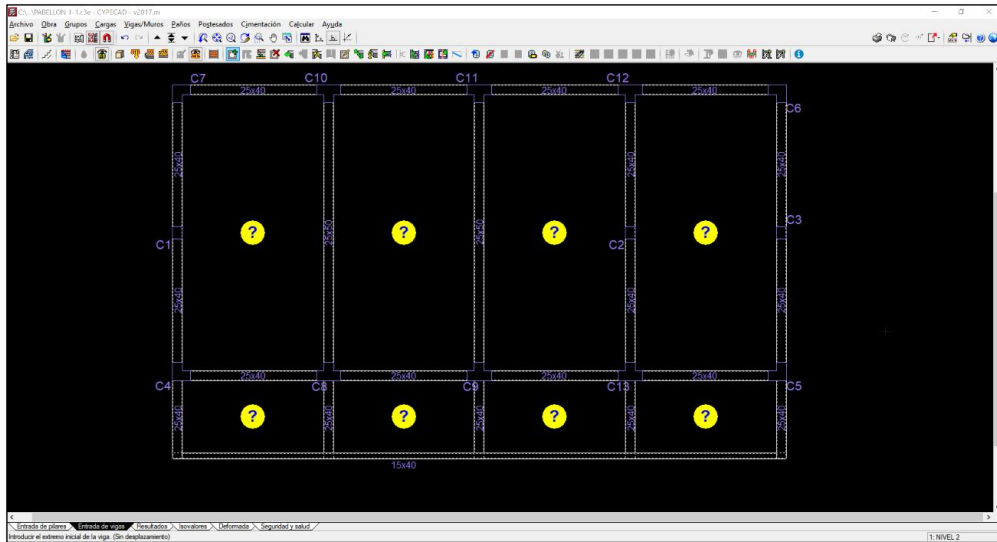 C:\...\PABELLON 1-1.c3e - CYPECAD - v2017.m
Archivo Obra Grupos Cargas Vigas/Muros Paños Postesados Cimentación Calcular Ayuda
C7 C10 C11 C12
25x40 25x40 25x40 25x40
C6
25x40 25x40 25x40
C3
? ? ? ?
25x50 25x50
C1 C2
25x40 25x40 25x40
25x40 25x40 25x40 25x40
C4 C8 C9 C13 C5
? ? ? ?
25x40 25x40 25x40 25x40 25x40
15x40
Entrada de pilares Entrada de vigas Resultados Isovalores Deformada Seguridad y salud
Introducir el extremo inicial de la viga. (Sin desplazamiento) 1: NIVEL 2